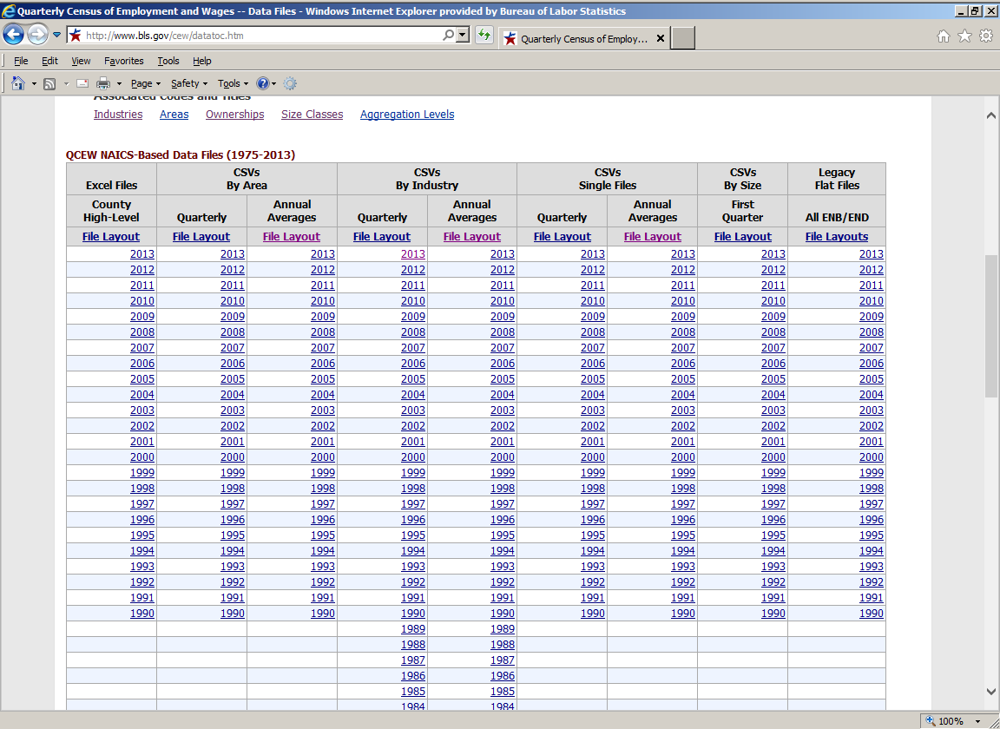 Quarterly Census of Employment and Wages -- Data Files - Windows Internet Explorer provided by Bureau of Labor Statistics
http://www.bls.gov/cew/datatoc.htm
Quarterly Census of Employ...
File Edit View Favorites Tools Help
Page Safety Tools
Associated Codes and Titles
Industries Areas Ownerships Size Classes Aggregation Levels
QCEW NAICS-Based Data Files (1975-2013)
Excel Files CSVs By Area CSVs By Industry CSVs Single Files CSVs By Size Legacy Flat Files
County High-Level Quarterly Annual Averages Quarterly Annual Averages Quarterly Annual Averages First Quarter All ENB/END
File Layout File Layout File Layout File Layout File Layout File Layout File Layout File Layout File Layouts
2013 2013 2013 2013 2013 2013 2013 2013 2013
2012 2012 2012 2012 2012 2012 2012 2012 2012
2011 2011 2011 2011 2011 2011 2011 2011 2011
2010 2010 2010 2010 2010 2010 2010 2010 2010
2009 2009 2009 2009 2009 2009 2009 2009 2009
2008 2008 2008 2008 2008 2008 2008 2008 2008
2007 2007 2007 2007 2007 2007 2007 2007 2007
2006 2006 2006 2006 2006 2006 2006 2006 2006
2005 2005 2005 2005 2005 2005 2005 2005 2005
2004 2004 2004 2004 2004 2004 2004 2004 2004
2003 2003 2003 2003 2003 2003 2003 2003 2003
2002 2002 2002 2002 2002 2002 2002 2002 2002
2001 2001 2001 2001 2001 2001 2001 2001 2001
2000 2000 2000 2000 2000 2000 2000 2000 2000
1999 1999 1999 1999 1999 1999 1999 1999 1999
1998 1998 1998 1998 1998 1998 1998 1998 1998
1997 1997 1997 1997 1997 1997 1997 1997 1997
1996 1996 1996 1996 1996 1996 1996 1996 1996
1995 1995 1995 1995 1995 1995 1995 1995 1995
1994 1994 1994 1994 1994 1994 1994 1994 1994
1993 1993 1993 1993 1993 1993 1993 1993 1993
1992 1992 1992 1992 1992 1992 1992 1992 1992
1991 1991 1991 1991 1991 1991 1991 1991 1991
1990 1990 1990 1990 1990 1990 1990 1990 1990
1989 1989
1988 1988
1987 1987
1986 1986
1985 1985
1984 1984
100%